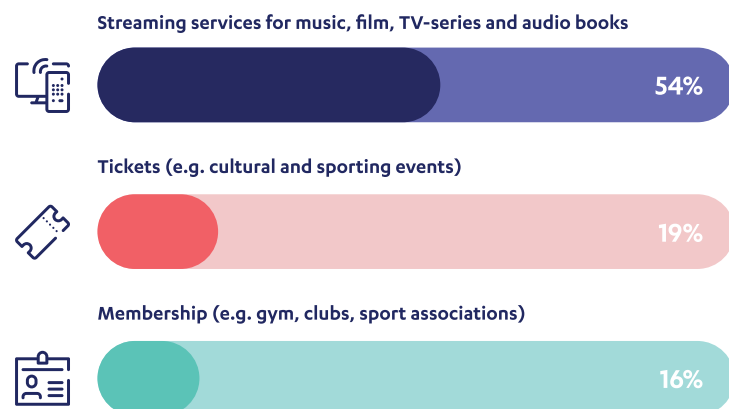 Streaming services for music, film, TV-series and audio books
54%
Tickets (e.g. cultural and sporting events)
19%
Membership (e.g. gym, clubs, sport associations)
16%